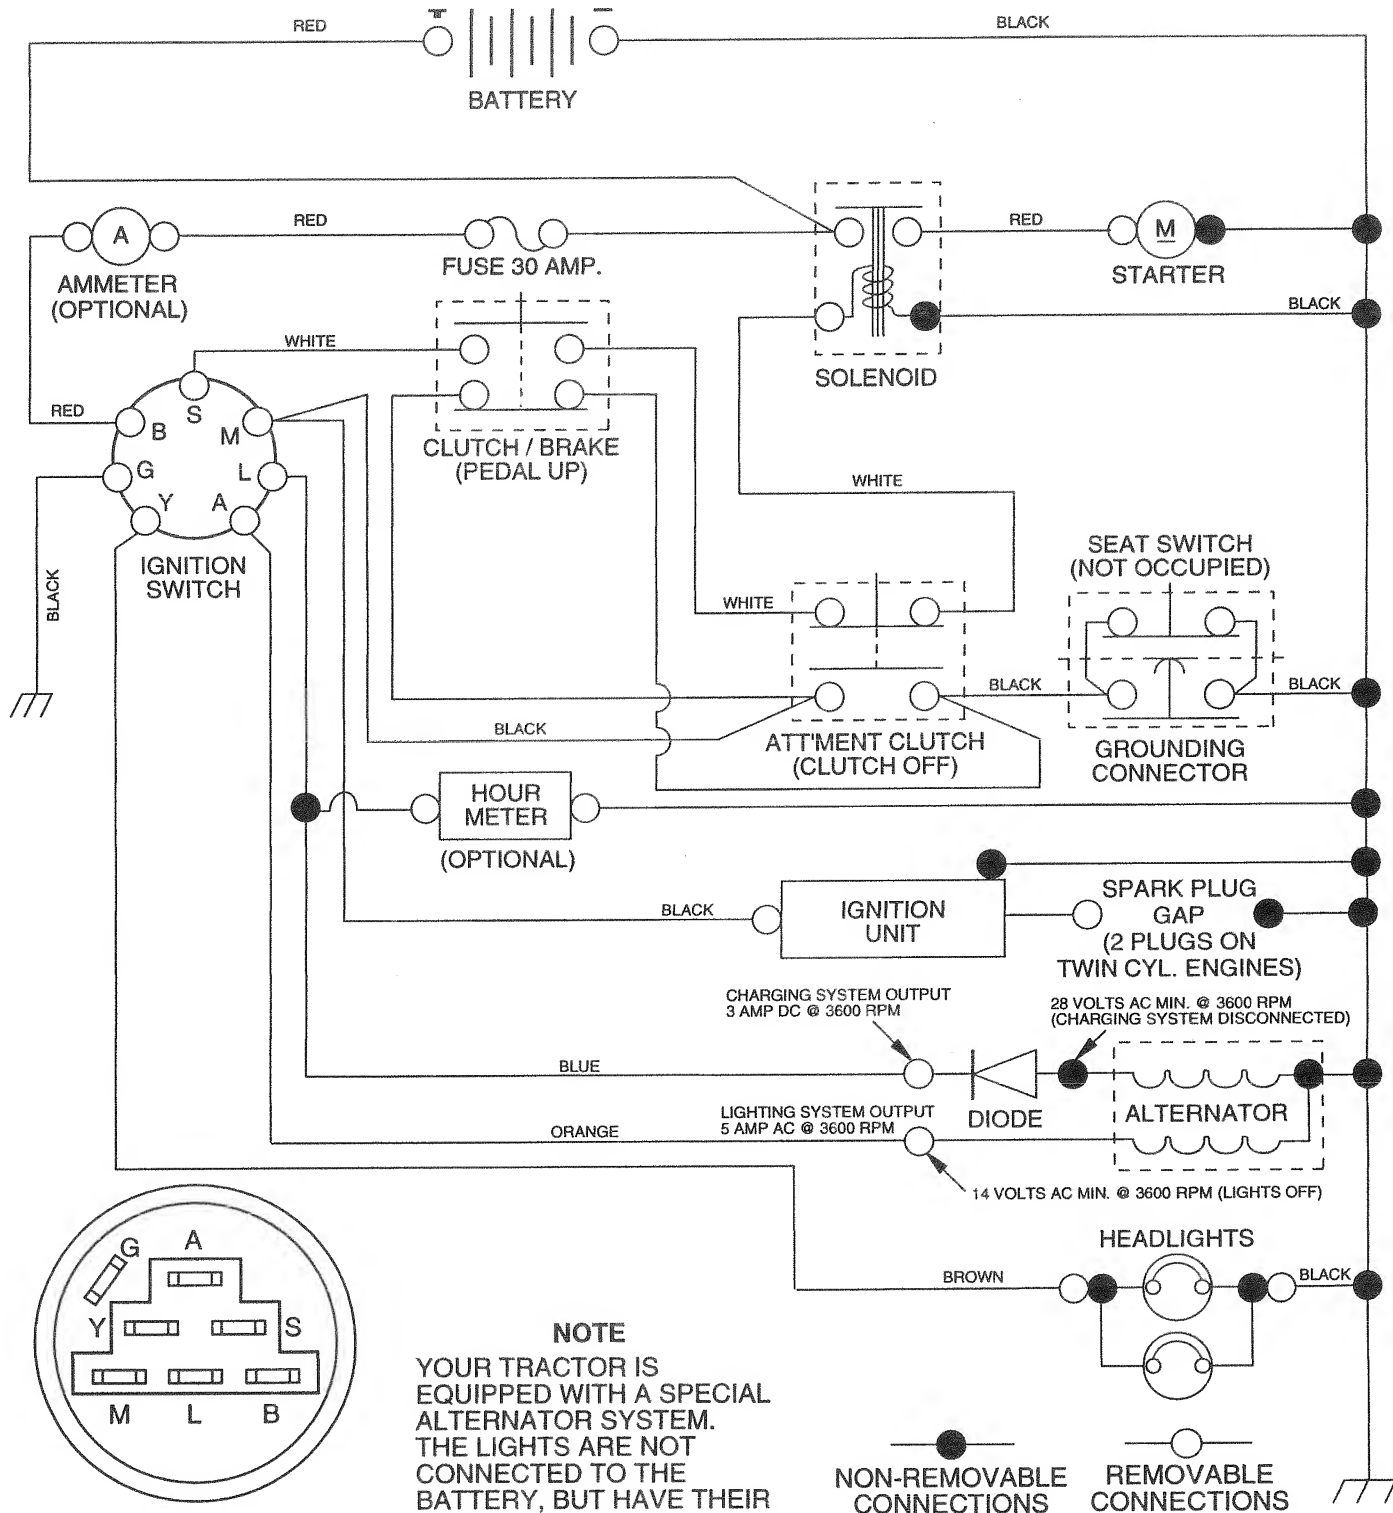 RED
BLACK
BATTERY
AMMETER
(OPTIONAL)
A
RED
FUSE 30 AMP.
RED
M
STARTER
BLACK
SOLENOID
WHITE
CLUTCH / BRAKE
(PEDAL UP)
RED
B
S
M
G
L
Y
A
IGNITION
SWITCH
BLACK
WHITE
WHITE
SEAT SWITCH
(NOT OCCUPIED)
BLACK
BLACK
BLACK
ATT'MENT CLUTCH
(CLUTCH OFF)
GROUNDING
CONNECTOR
HOUR
METER
(OPTIONAL)
BLACK
IGNITION
UNIT
SPARK PLUG
GAP
(2 PLUGS ON
TWIN CYL. ENGINES)
CHARGING SYSTEM OUTPUT
3 AMP DC @ 3600 RPM
28 VOLTS AC MIN. @ 3600 RPM
(CHARGING SYSTEM DISCONNECTED)
BLUE
DIODE
ALTERNATOR
LIGHTING SYSTEM OUTPUT
5 AMP AC @ 3600 RPM
ORANGE
14 VOLTS AC MIN. @ 3600 RPM (LIGHTS OFF)
HEADLIGHTS
BROWN
BLACK
G
A
Y
S
M
L
B
NOTE
YOUR TRACTOR IS
EQUIPPED WITH A SPECIAL
ALTERNATOR SYSTEM.
THE LIGHTS ARE NOT
CONNECTED TO THE
BATTERY, BUT HAVE THEIR
NON-REMOVABLE
CONNECTIONS
REMOVABLE
CONNECTIONS